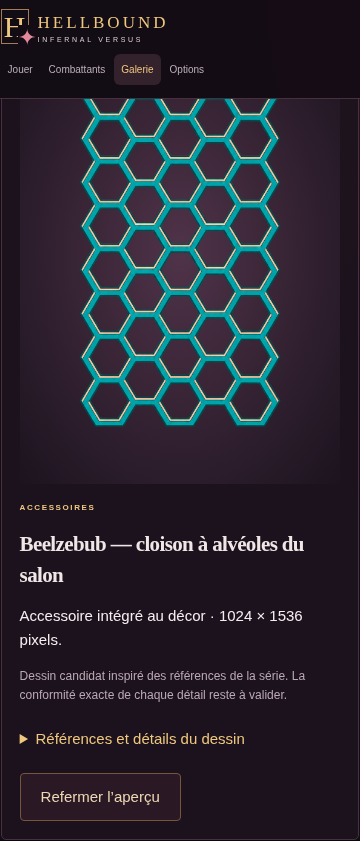 H
HELLBOUND
INFERNAL VERSUS
Jouer Combattants Galerie Options
ACCESSOIRES
Beelzebub — cloison à alvéoles du
salon
Accessoire intégré au décor · 1024 × 1536
pixels.
Dessin candidat inspiré des références de la série. La
conformité exacte de chaque détail reste à valider.
Références et détails du dessin
Refermer l’aperçu